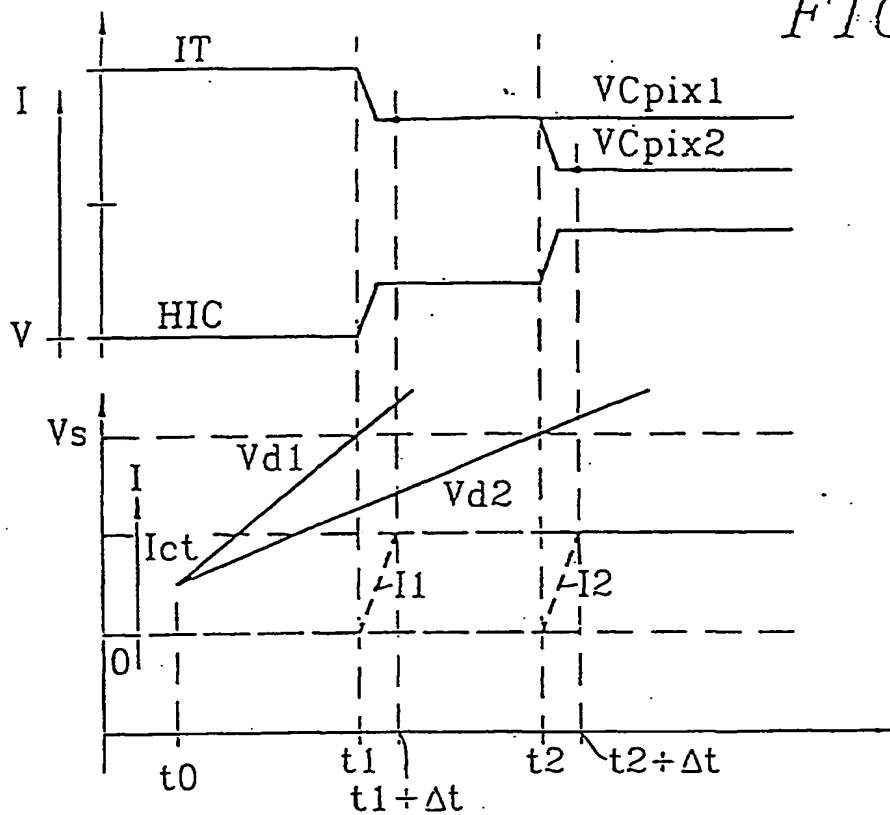 FIG
IT
I
VCpix1
VCpix2
HIC
V
Vs
Vd1
I
Vd2
Ict
I1
I2
0
t0
t1
t1÷Δt
t2
t2÷Δt